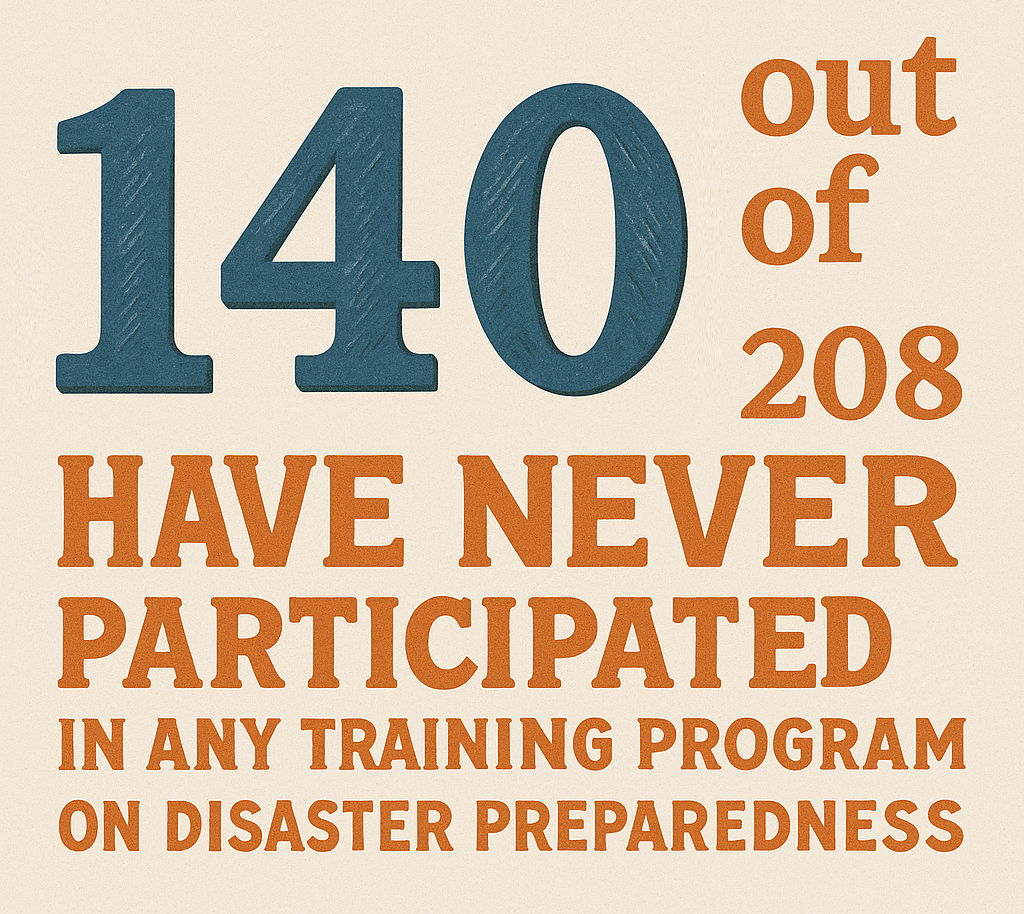 140 out
of
208
HAVE NEVER
PARTICIPATED
IN ANY TRAINING PROGRAM
ON DISASTER PREPAREDNESS